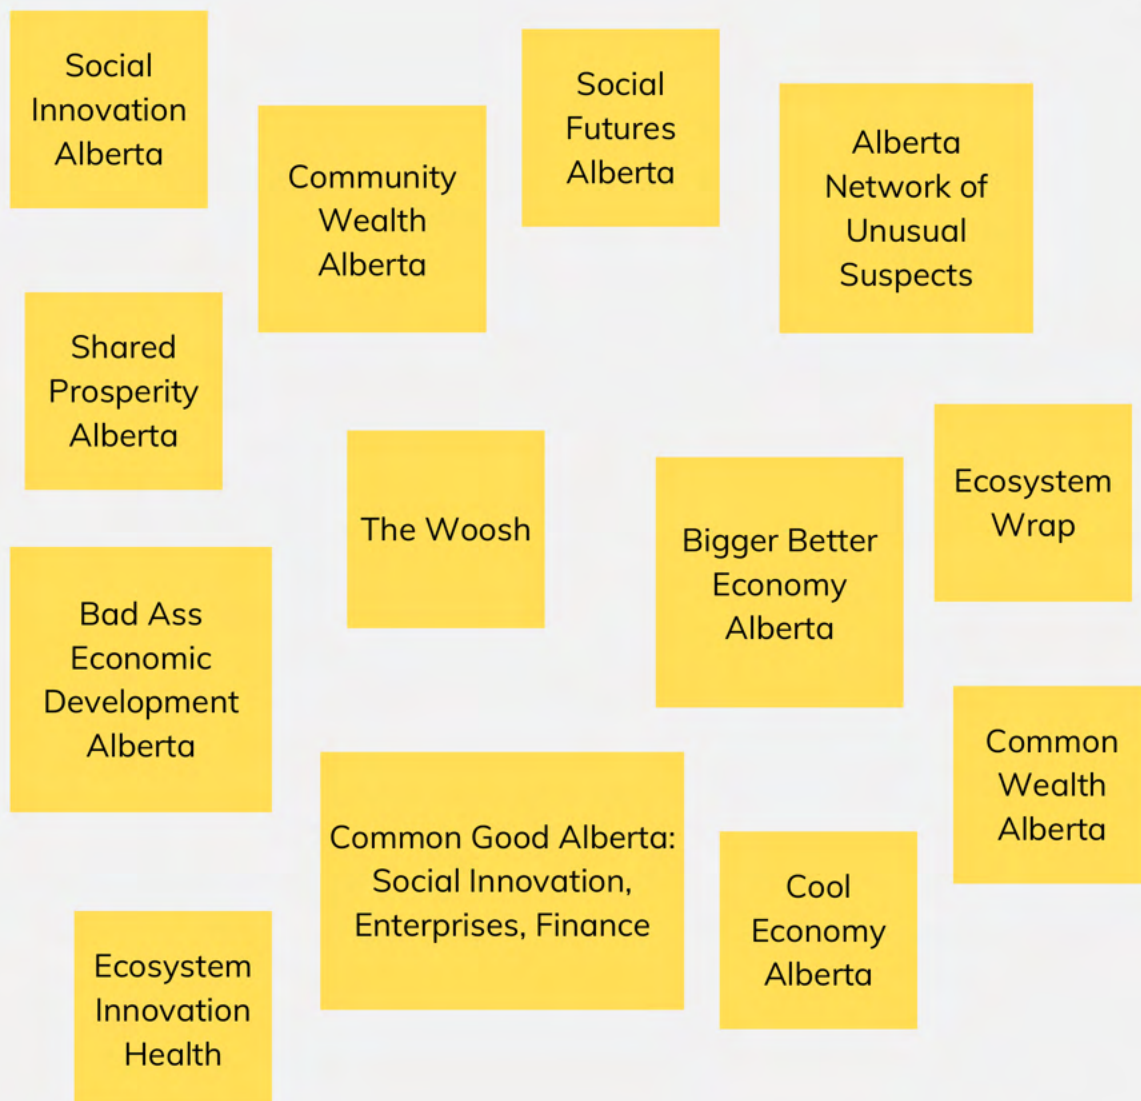 Social
Innovation
Alberta
Community
Wealth
Alberta
Social
Futures
Alberta
Alberta
Network of
Unusual
Suspects
Shared
Prosperity
Alberta
The Woosh
Bigger Better
Economy
Alberta
Ecosystem
Wrap
Bad Ass
Economic
Development
Alberta
Common Good Alberta:
Social Innovation,
Enterprises, Finance
Common
Wealth
Alberta
Cool
Economy
Alberta
Ecosystem
Innovation
Health